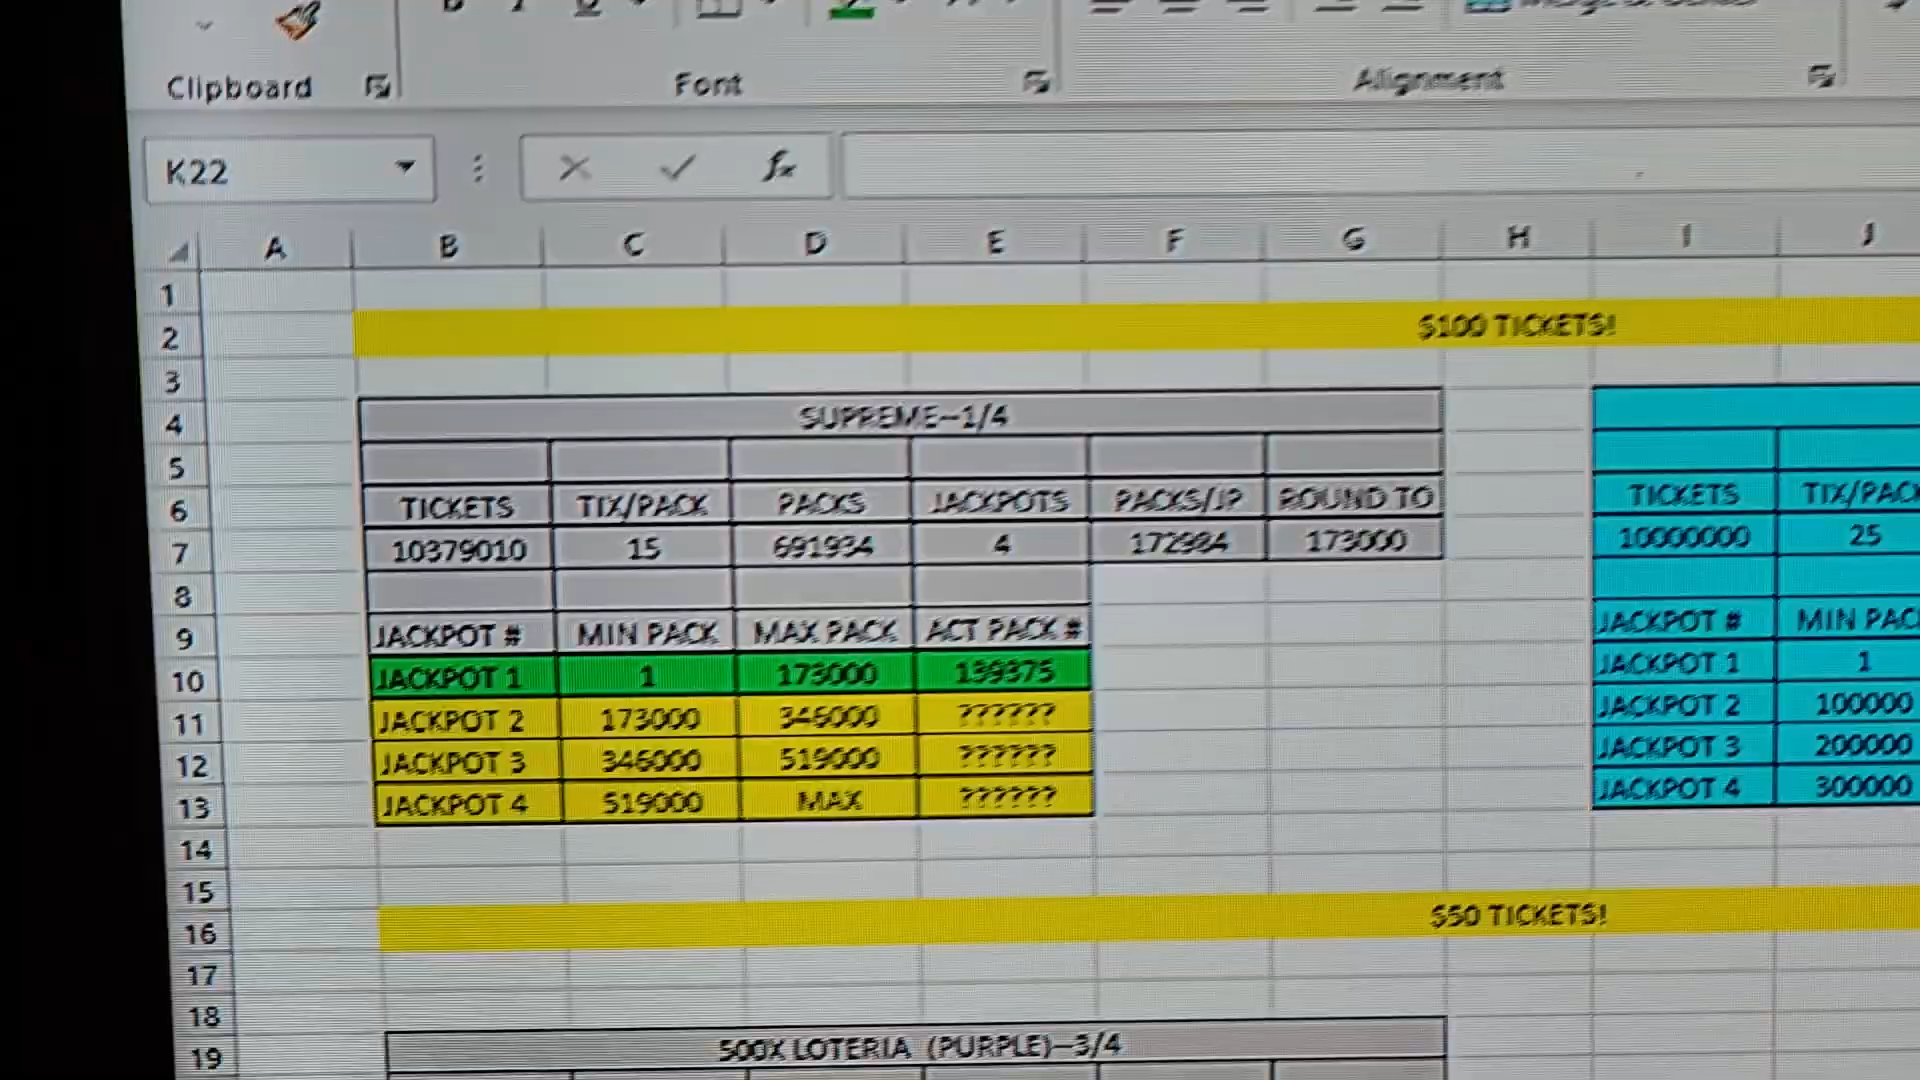 Clipboard Font Alignment
K22 fx
A B C D E F G H I J
1
2 $100 TICKETS!
3
4 SUPREME--1/4
5
6 TICKETS TIX/PACK PACKS JACKPOTS PACKS/JP ROUND TO TICKETS TIX/PACK
7 10379010 15 691934 4 172984 173000 10000000 25
8
9 JACKPOT # MIN PACK MAX PACK ACT PACK # JACKPOT # MIN PAC
10 JACKPOT 1 1 173000 139375 JACKPOT 1 1
11 JACKPOT 2 173000 346000 ?????? JACKPOT 2 100000
12 JACKPOT 3 346000 519000 ?????? JACKPOT 3 200000
13 JACKPOT 4 519000 MAX ?????? JACKPOT 4 300000
14
15
16 $50 TICKETS!
17
18
19 500X LOTERIA (PURPLE)--3/4